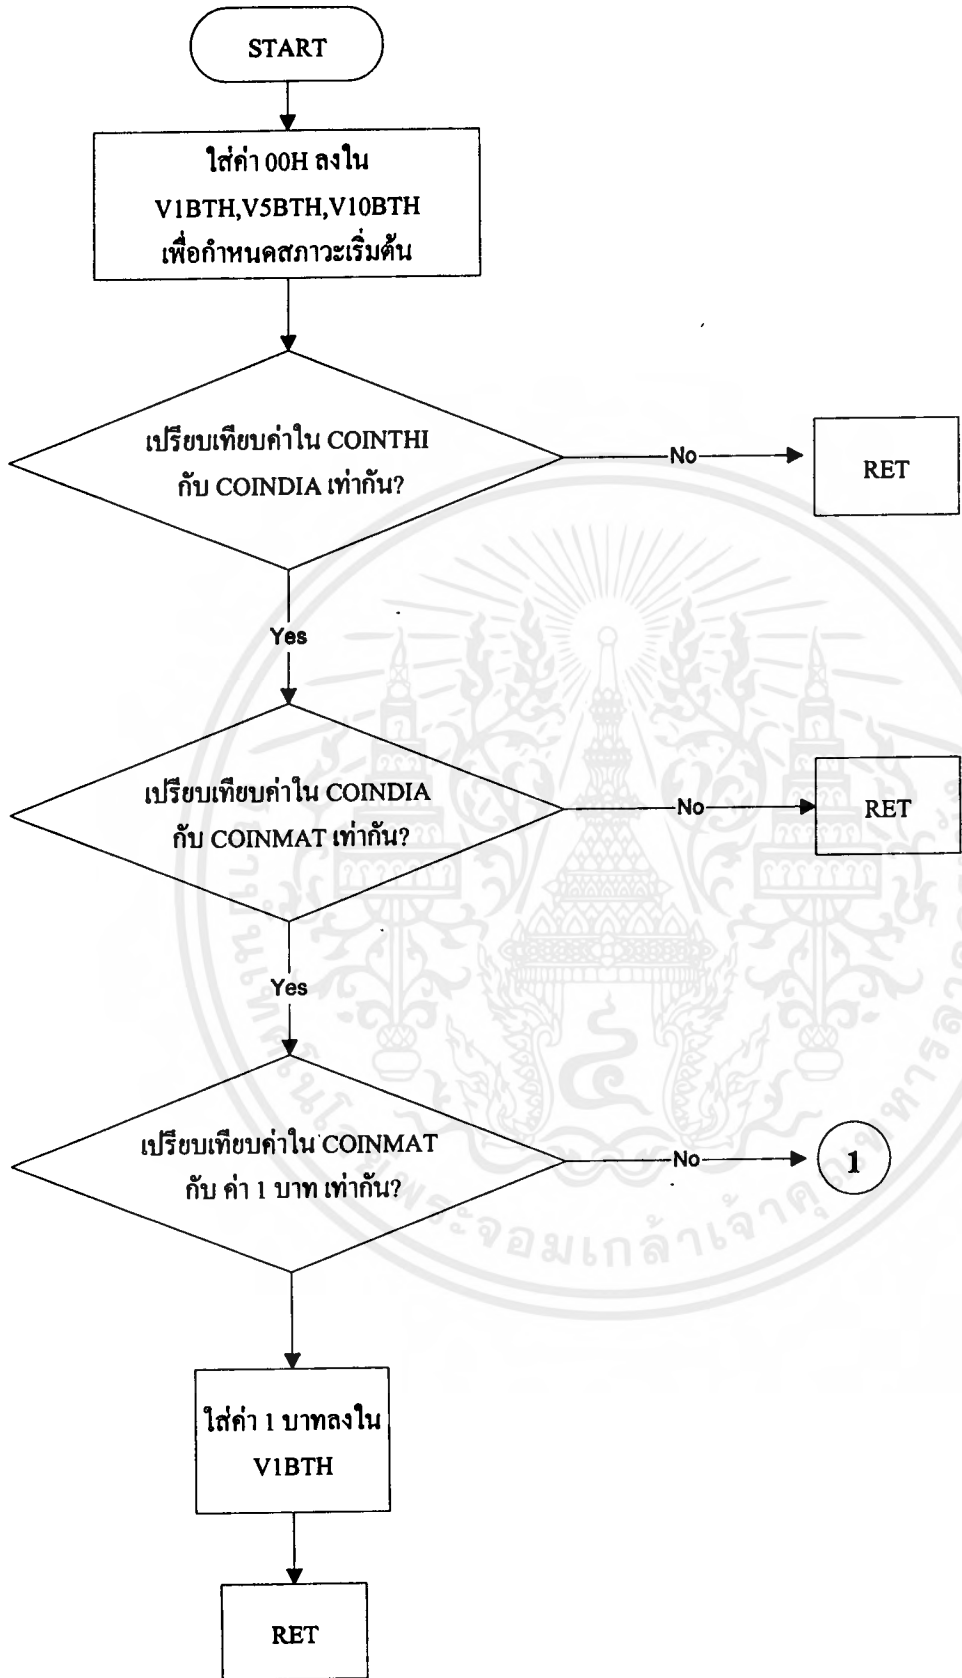 START
ใส่ค่า 00H ลงใน
V1BTH,V5BTH,V10BTH
เพื่อกำหนดสภาวะเริ่มต้น
เปรียบเทียบค่าใน COINTHI
กับ COINDIA เท่ากัน?
No
RET
Yes
เปรียบเทียบค่าใน COINDIA
กับ COINMAT เท่ากัน?
No
RET
Yes
เปรียบเทียบค่าใน COINMAT
กับ ค่า 1 บาท เท่ากัน?
No
1
ใส่ค่า 1 บาทลงใน
V1BTH
RET